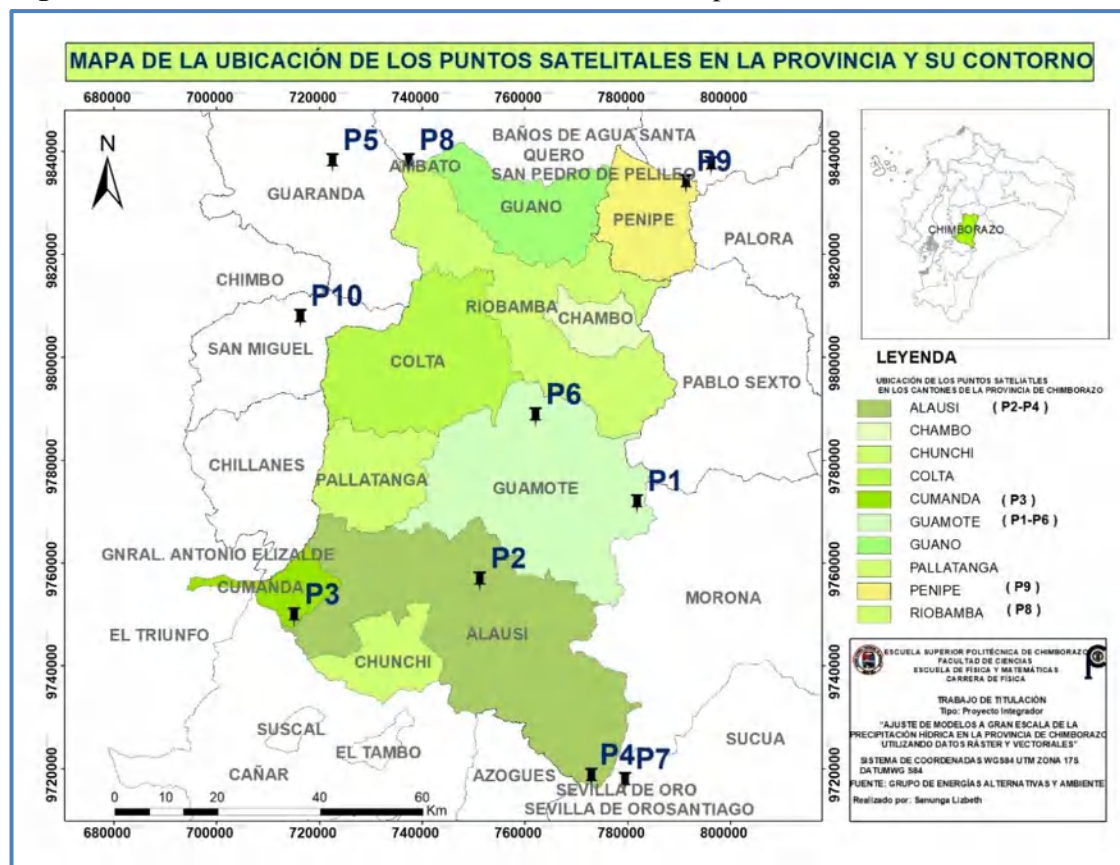 MAPA DE LA UBICACIÓN DE LOS PUNTOS SATELITALES EN LA PROVINCIA Y SU CONTORNO
680000 700000 720000 740000 760000 780000 800000
9840000
9820000
9800000
9780000
9760000
9740000
9720000
N
P5
P8
BAÑOS DE AGUA SANTA
QUERO
SAN PEDRO DE PELILEO
P9
AMBATO
GUARANDA
GUANO
PENIPE
PALORA
CHIMBO
P10
RIOBAMBA
CHAMBO
SAN MIGUEL
COLTA
PABLO SEXTO
P6
CHILLANES
PALLATANGA
GUAMOTE
P1
GNRAL. ANTONIO ELIZALDE
P2
CUMANDA
P3
MORONA
EL TRIUNFO
ALAUSI
CHUNCHI
SUSCAL
EL TAMBO
SUCUA
P4 P7
CAÑAR
AZOGUES
SEVILLA DE ORO
SEVILLA DE OROSANTIAGO
0 10 20 40 60
Km
9840000
9820000
9800000
9780000
9760000
9740000
9720000
680000 700000 720000 740000 760000 780000 800000
CHIMBORAZO
LEYENDA
UBICACIÓN DE LOS PUNTOS SATELIATLES
EN LOS CANTONES DE LA PROVINCIA DE CHIMBORAZO
ALAUSI ( P2-P4 )
CHAMBO
CHUNCHI
COLTA
CUMANDA ( P3 )
GUAMOTE ( P1-P6 )
GUANO
PALLATANGA
PENIPE ( P9 )
RIOBAMBA ( P8 )
ESCUELA SUPERIOR POLITÉCNICA DE CHIMBORAZO
FACULTAD DE CIENCIAS
ESCUELA DE FÍSICA Y MATEMÁTICAS
CARRERA DE FÍSICA
TRABAJO DE TITULACIÓN
Tipo: Proyecto Integrador
"AJUSTE DE MODELOS A GRAN ESCALA DE LA
PRECIPITACIÓN HÍDRICA EN LA PROVINCIA DE CHIMBORAZO
UTILIZANDO DATOS RÁSTER Y VECTORIALES"
SISTEMA DE COORDENADAS WGS84 UTM ZONA 17S
DATUMWG S84
FUENTE: GRUPO DE ENERGÍAS ALTERNATIVAS Y AMBIENTE
Realizado por: Sanunga Lizbeth